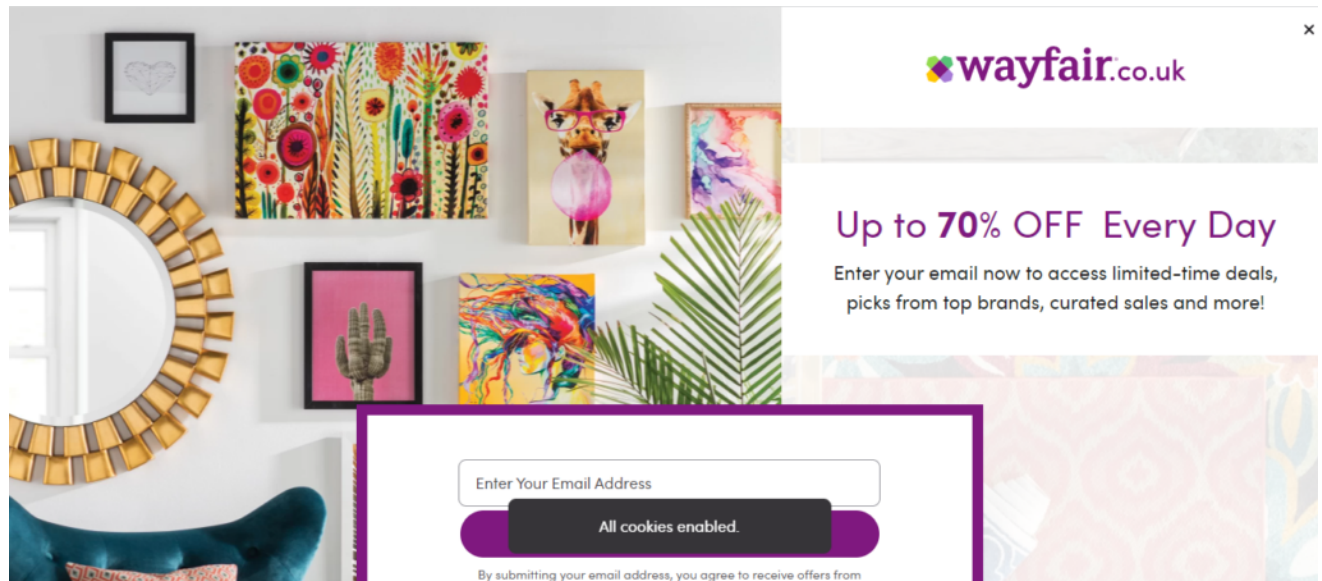 wayfair.co.uk
Up to 70% OFF Every Day
Enter your email now to access limited-time deals,
picks from top brands, curated sales and more!
Enter Your Email Address
All cookies enabled.
By submitting your email address, you agree to receive offers from